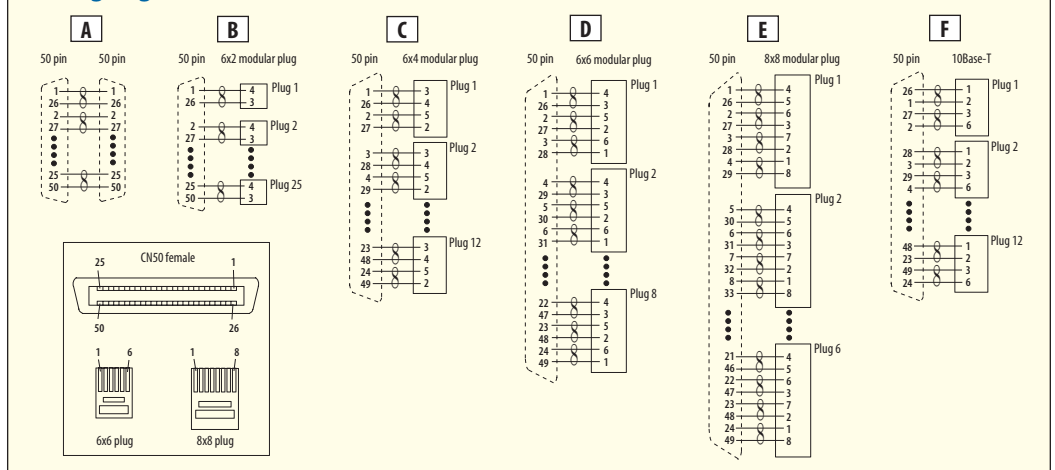 A
50 pin 50 pin
1 1
26 26
2 2
27 27
25 25
50 50
B
50 pin 6x2 modular plug
Plug 1
1 4
26 3
Plug 2
2 4
27 3
Plug 25
25 4
50 3
C
50 pin 6x4 modular plug
Plug 1
1 3
26 4
2 5
27 2
Plug 2
3 3
28 4
4 5
29 2
Plug 12
23 3
48 4
24 5
49 2
D
50 pin 6x6 modular plug
Plug 1
1 4
26 3
2 5
27 2
3 6
28 1
Plug 2
4 4
29 3
5 5
30 2
6 6
31 1
Plug 8
22 4
47 3
23 5
48 2
24 6
49 1
E
50 pin 8x8 modular plug
Plug 1
1 4
26 5
2 6
27 3
3 7
28 2
4 1
29 8
Plug 2
5 4
30 5
6 6
31 3
7 7
32 2
8 1
33 8
Plug 6
21 4
46 5
22 6
47 3
23 7
48 2
24 1
49 8
F
50 pin 10Base-T
Plug 1
26 1
1 2
27 3
2 6
Plug 2
28 1
3 2
29 3
4 6
Plug 12
48 1
23 2
49 3
24 6
CN50 female
25 1
50 26
1 6
1 8
6x6 plug
8x8 plug